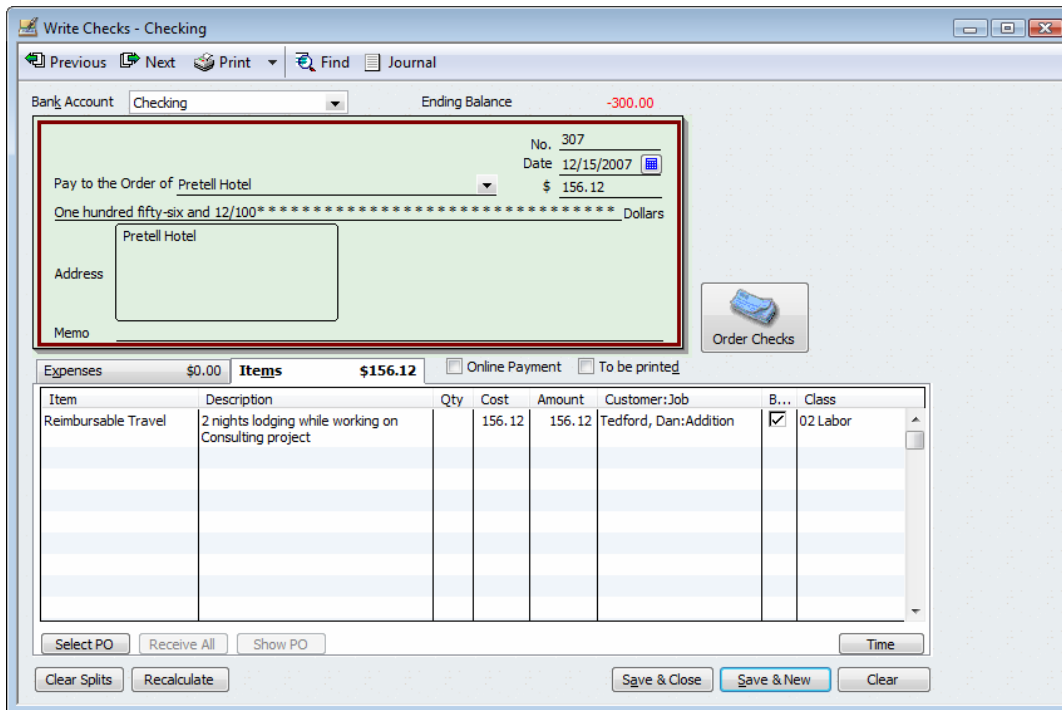 Write Checks - Checking
Previous Next Print Find Journal
Bank Account Checking Ending Balance -300.00
No. 307
Date 12/15/2007
Pay to the Order of Pretell Hotel $ 156.12
One hundred fifty-six and 12/100* * * * * * * * * * * * * * * * * * * * * * * * * * * * * * * * Dollars
Pretell Hotel
Address
Memo
Order Checks
Expenses $0.00 Items $156.12 Online Payment To be printed
Item Description Qty Cost Amount Customer:Job B... Class
Reimbursable Travel 2 nights lodging while working on 156.12 156.12 Tedford, Dan:Addition 02 Labor
Consulting project
Select PO Receive All Show PO Time
Clear Splits Recalculate Save & Close Save & New Clear